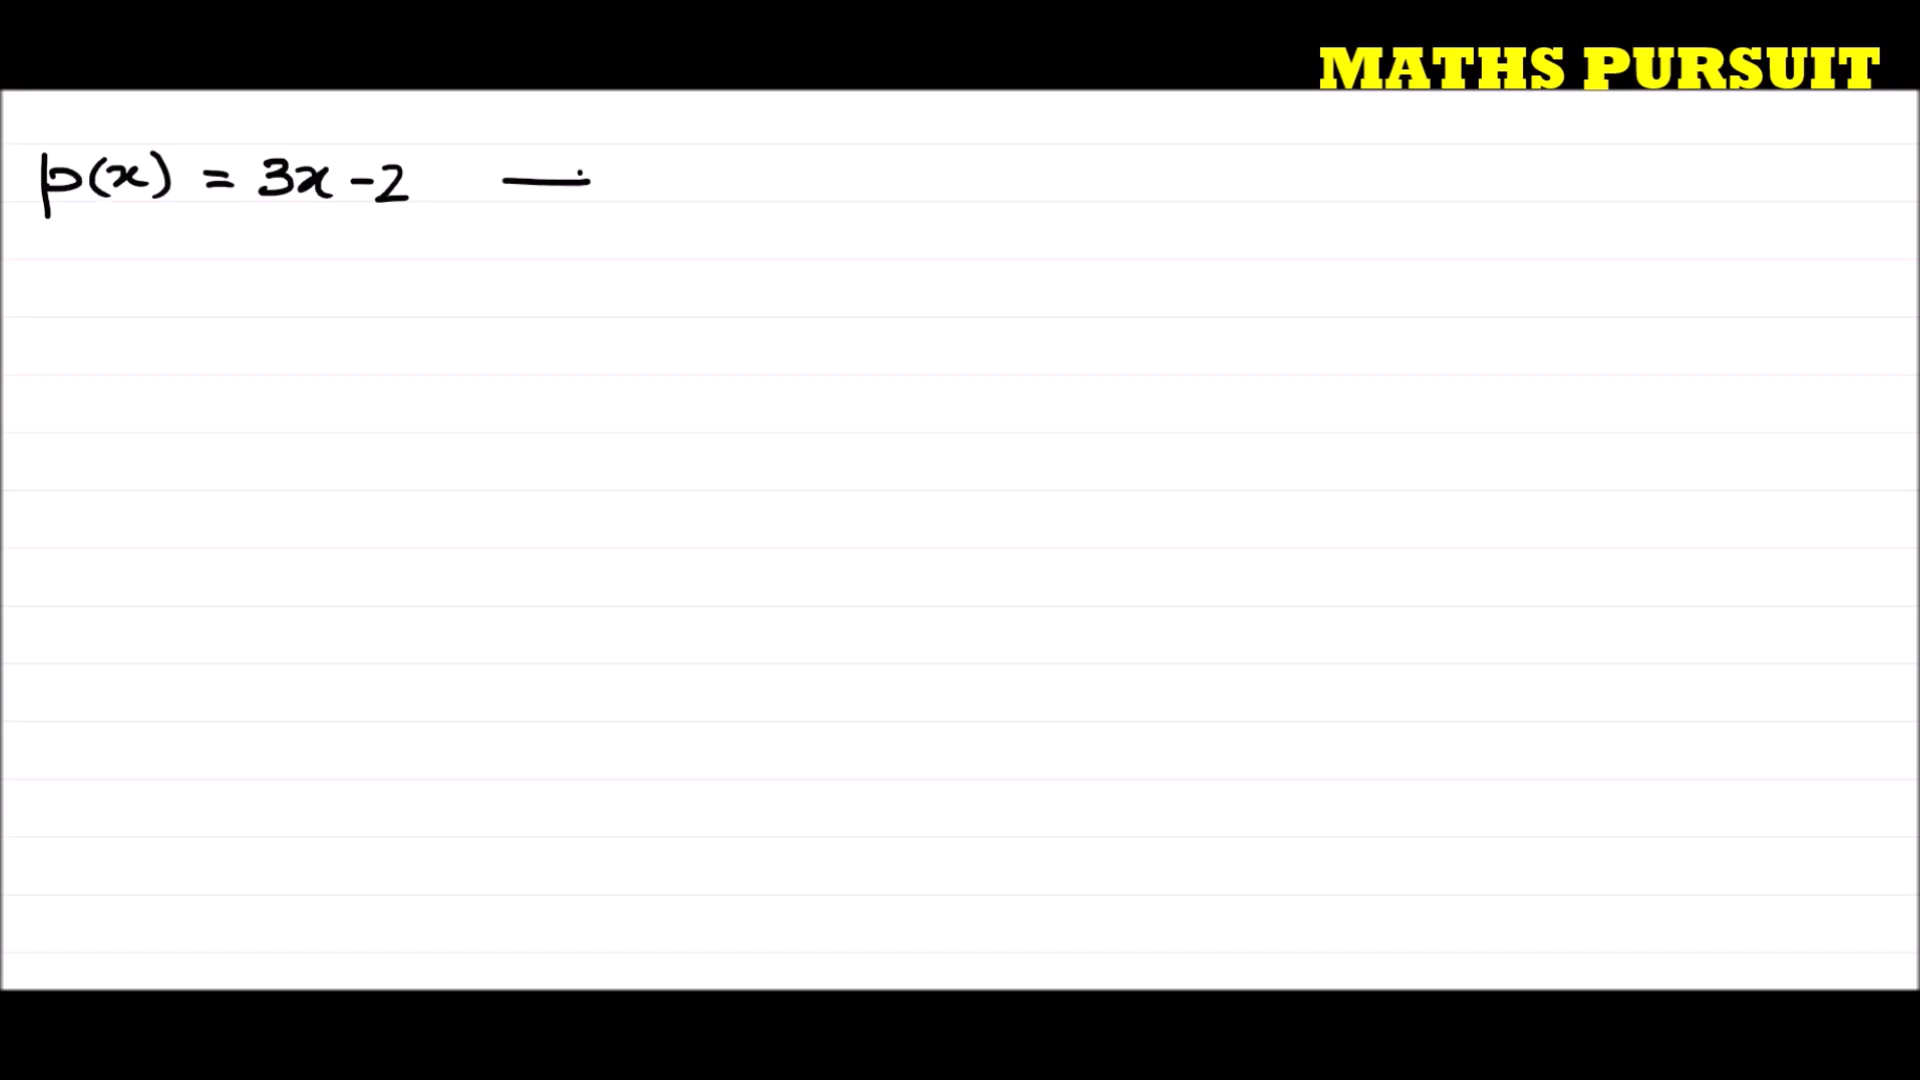 MATHS PURSUIT
p(x) = 3x - 2 —